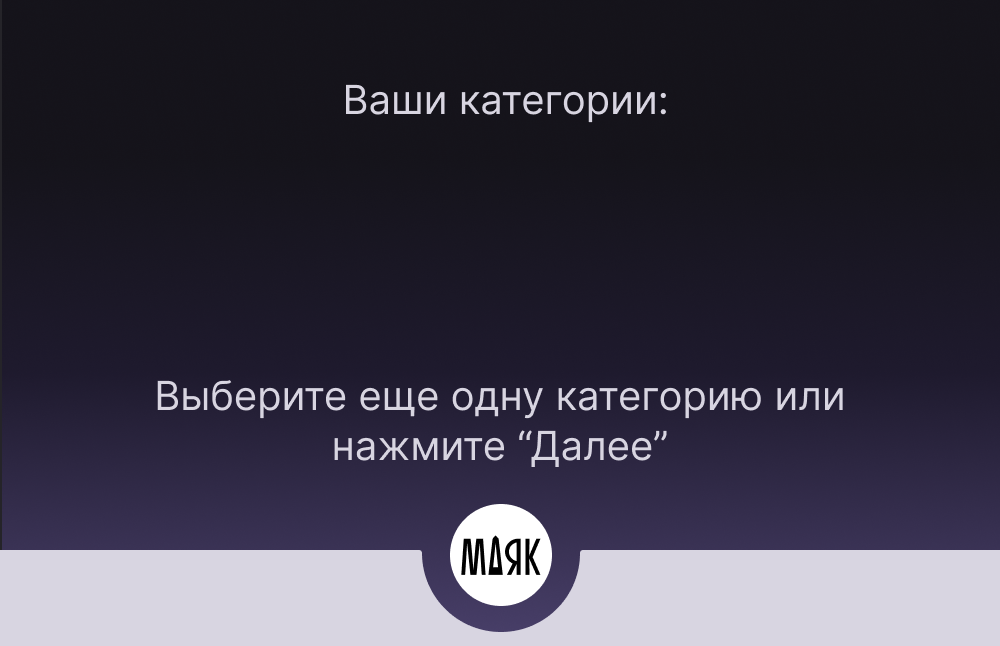 Ваши категории:
Выберите еще одну категорию или
нажмите “Далее”
МАЯК